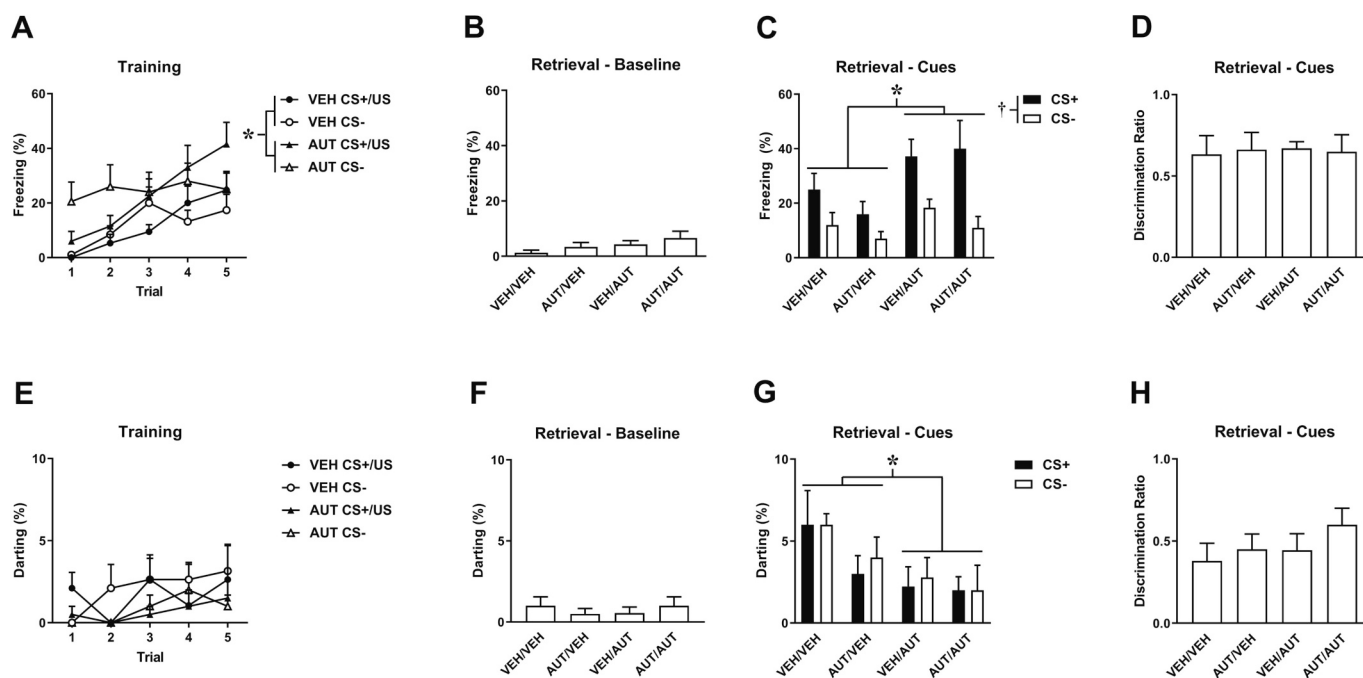 A
Training
Freezing (%)
60
40
20
0
1 2 3 4 5
Trial
VEH CS+/US
VEH CS-
AUT CS+/US
AUT CS-
*
B
Retrieval - Baseline
Freezing (%)
60
40
20
0
VEH/VEH
AUT/VEH
VEH/AUT
AUT/AUT
C
Retrieval - Cues
Freezing (%)
60
40
20
0
*
†
CS+
CS-
VEH/VEH
AUT/VEH
VEH/AUT
AUT/AUT
D
Retrieval - Cues
Discrimination Ratio
1.0
0.5
0.0
VEH/VEH
AUT/VEH
VEH/AUT
AUT/AUT
E
Training
Darting (%)
10
5
0
1 2 3 4 5
Trial
VEH CS+/US
VEH CS-
AUT CS+/US
AUT CS-
F
Retrieval - Baseline
Darting (%)
10
5
0
VEH/VEH
AUT/VEH
VEH/AUT
AUT/AUT
G
Retrieval - Cues
Darting (%)
10
5
0
*
CS+
CS-
VEH/VEH
AUT/VEH
VEH/AUT
AUT/AUT
H
Retrieval - Cues
Discrimination Ratio
1.0
0.5
0.0
VEH/VEH
AUT/VEH
VEH/AUT
AUT/AUT